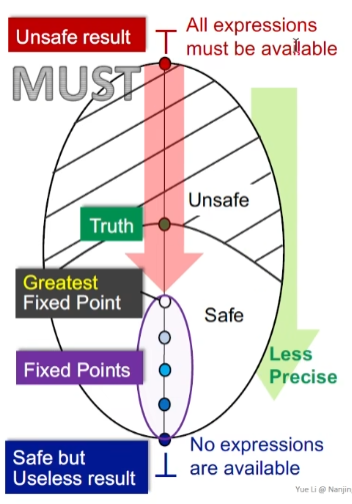 Unsafe result
⊤
All expressions
must be available
MUST
Unsafe
Truth
Greatest
Fixed Point
Safe
Fixed Points
Less
Precise
Safe but
Useless result
⊥
No expressions
are available
Yue Li @ Nanjin